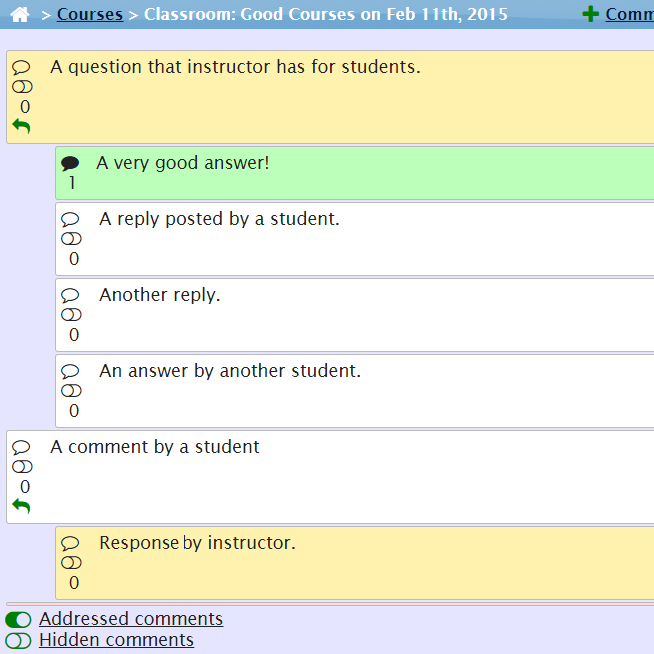 > Courses > Classroom: Good Courses on Feb 11th, 2015
A question that instructor has for students.
0
A very good answer!
1
A reply posted by a student.
0
Another reply.
0
An answer by another student.
0
A comment by a student
0
Response by instructor.
0
Addressed comments
Hidden comments